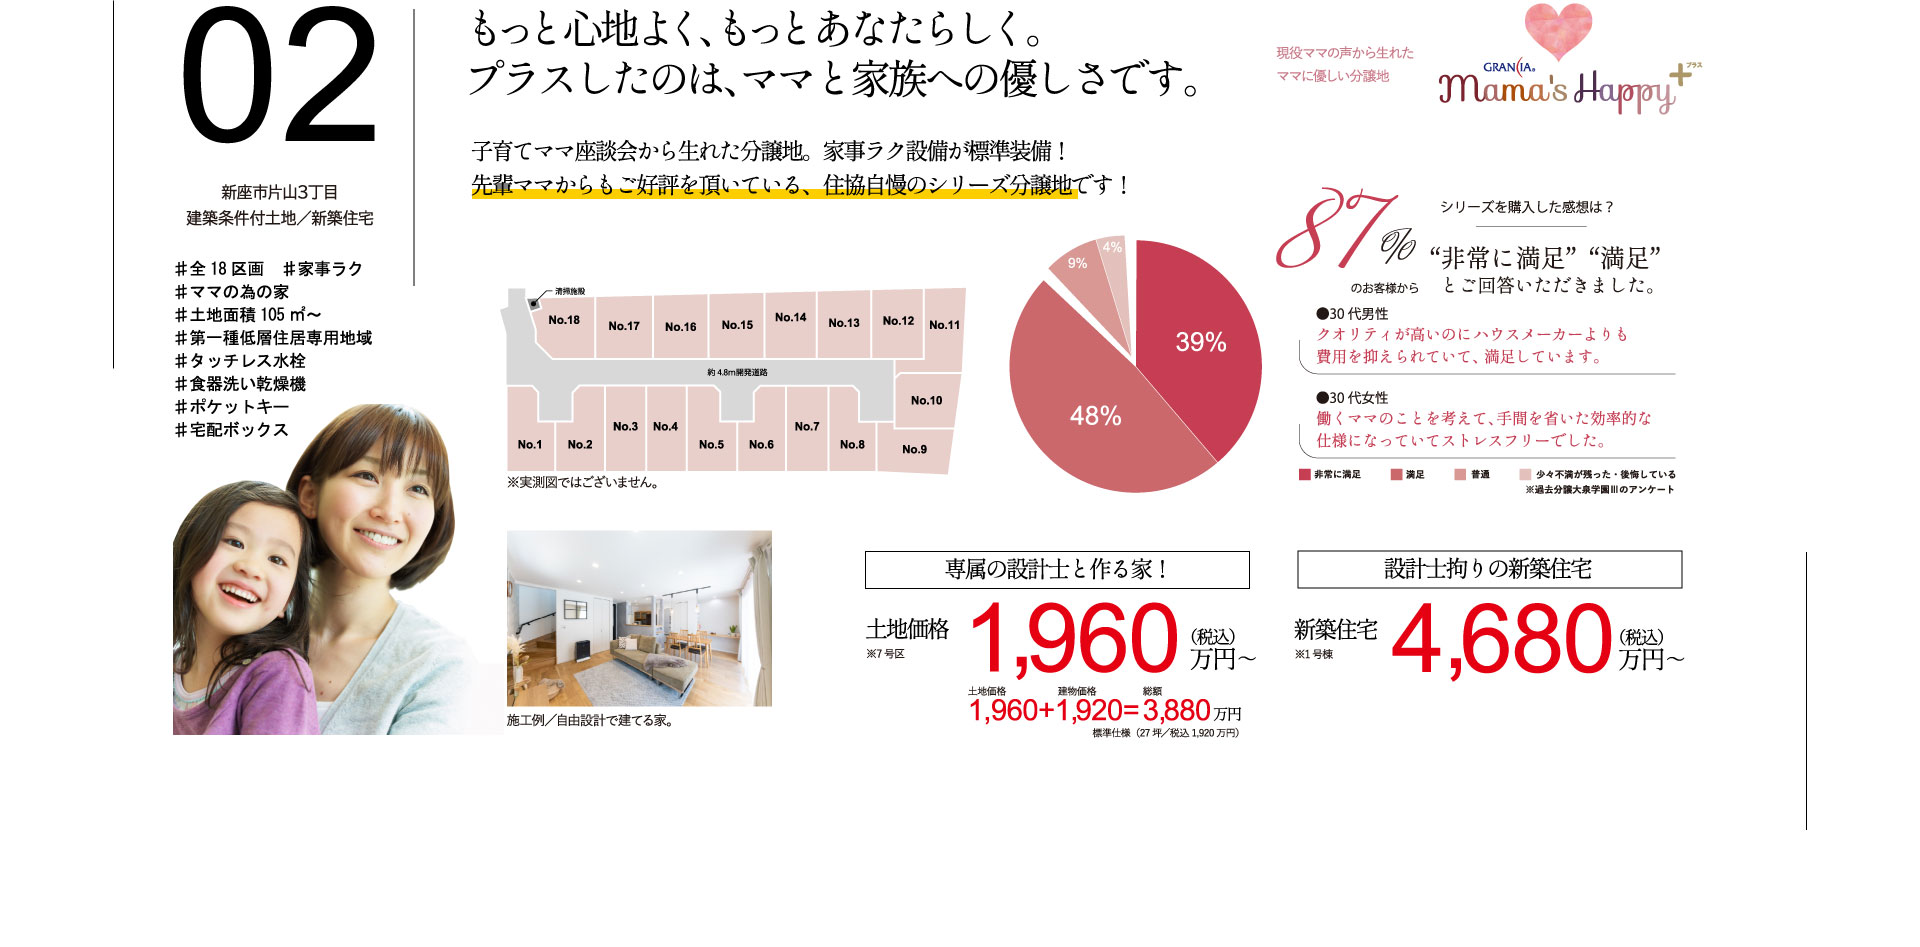 02
新座市片山3丁目
建築条件付土地／新築住宅
♯全18区画　♯家事ラク
♯ママの為の家
♯土地面積105㎡～
♯第一種低層住居専用地域
♯タッチレス水栓
♯食器洗い乾燥機
♯ポケットキー
♯宅配ボックス
もっと心地よく、もっとあなたらしく。
プラスしたのは、ママと家族への優しさです。
子育てママ座談会から生れた分譲地。家事ラク設備が標準装備！
先輩ママからもご好評を頂いている、住協自慢のシリーズ分譲地です！
現役ママの声から生れた
ママに優しい分譲地
GRANCIA®
Mama's Happy+
プラス
清掃施設
No.18
No.17
No.16
No.15
No.14
No.13
No.12
No.11
約4.8m開発道路
No.10
No.1
No.2
No.3
No.4
No.5
No.6
No.7
No.8
No.9
※実測図ではございません。
39%
48%
9%
4%
87%
のお客様から
シリーズを購入した感想は？
“非常に満足” “満足”
とご回答いただきました。
●30代男性
クオリティが高いのにハウスメーカーよりも
費用を抑えられていて、満足しています。
●30代女性
働くママのことを考えて、手間を省いた効率的な
仕様になっていてストレスフリーでした。
非常に満足
満足
普通
少々不満が残った・後悔している
※過去分譲大泉学園Ⅲのアンケート
施工例／自由設計で建てる家。
専属の設計士と作る家！
土地価格
※7号区
1,960
（税込）
万円～
土地価格　建物価格　総額
1,960+1,920=3,880万円
標準仕様（27坪／税込1,920万円）
設計士拘りの新築住宅
新築住宅
※1号棟
4,680
（税込）
万円～